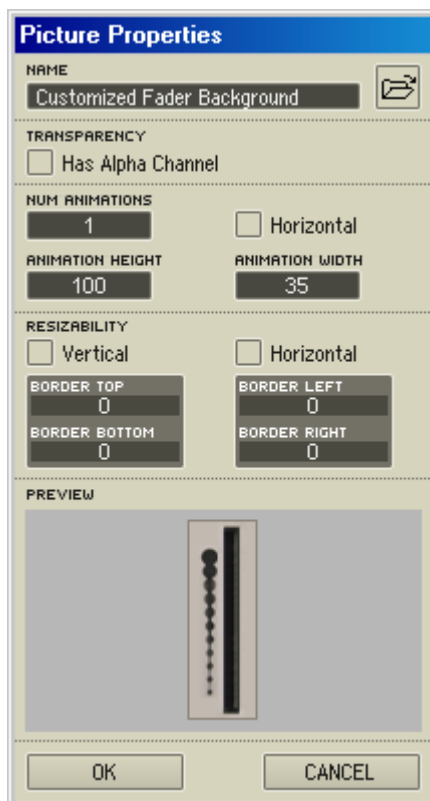 Picture Properties
NAME
Customized Fader Background
TRANSPARENCY
Has Alpha Channel
NUM ANIMATIONS
1 Horizontal
ANIMATION HEIGHT ANIMATION WIDTH
100 35
RESIZABILITY
Vertical Horizontal
BORDER TOP BORDER LEFT
0 0
BORDER BOTTOM BORDER RIGHT
0 0
PREVIEW
OK CANCEL